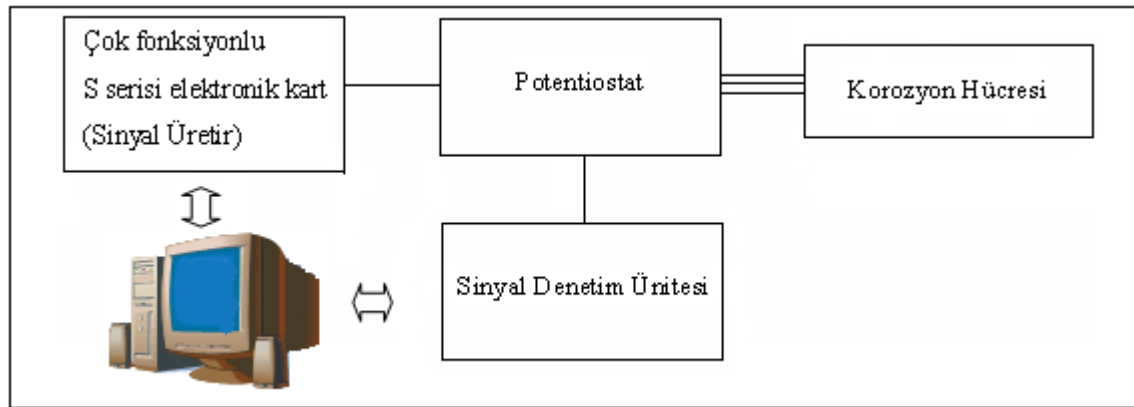 Çok fonksiyonlu
S serisi elektronik kart
(Sinyal Üretir)
Potentiostat
Korozyon Hücresi
Sinyal Denetim Ünitesi